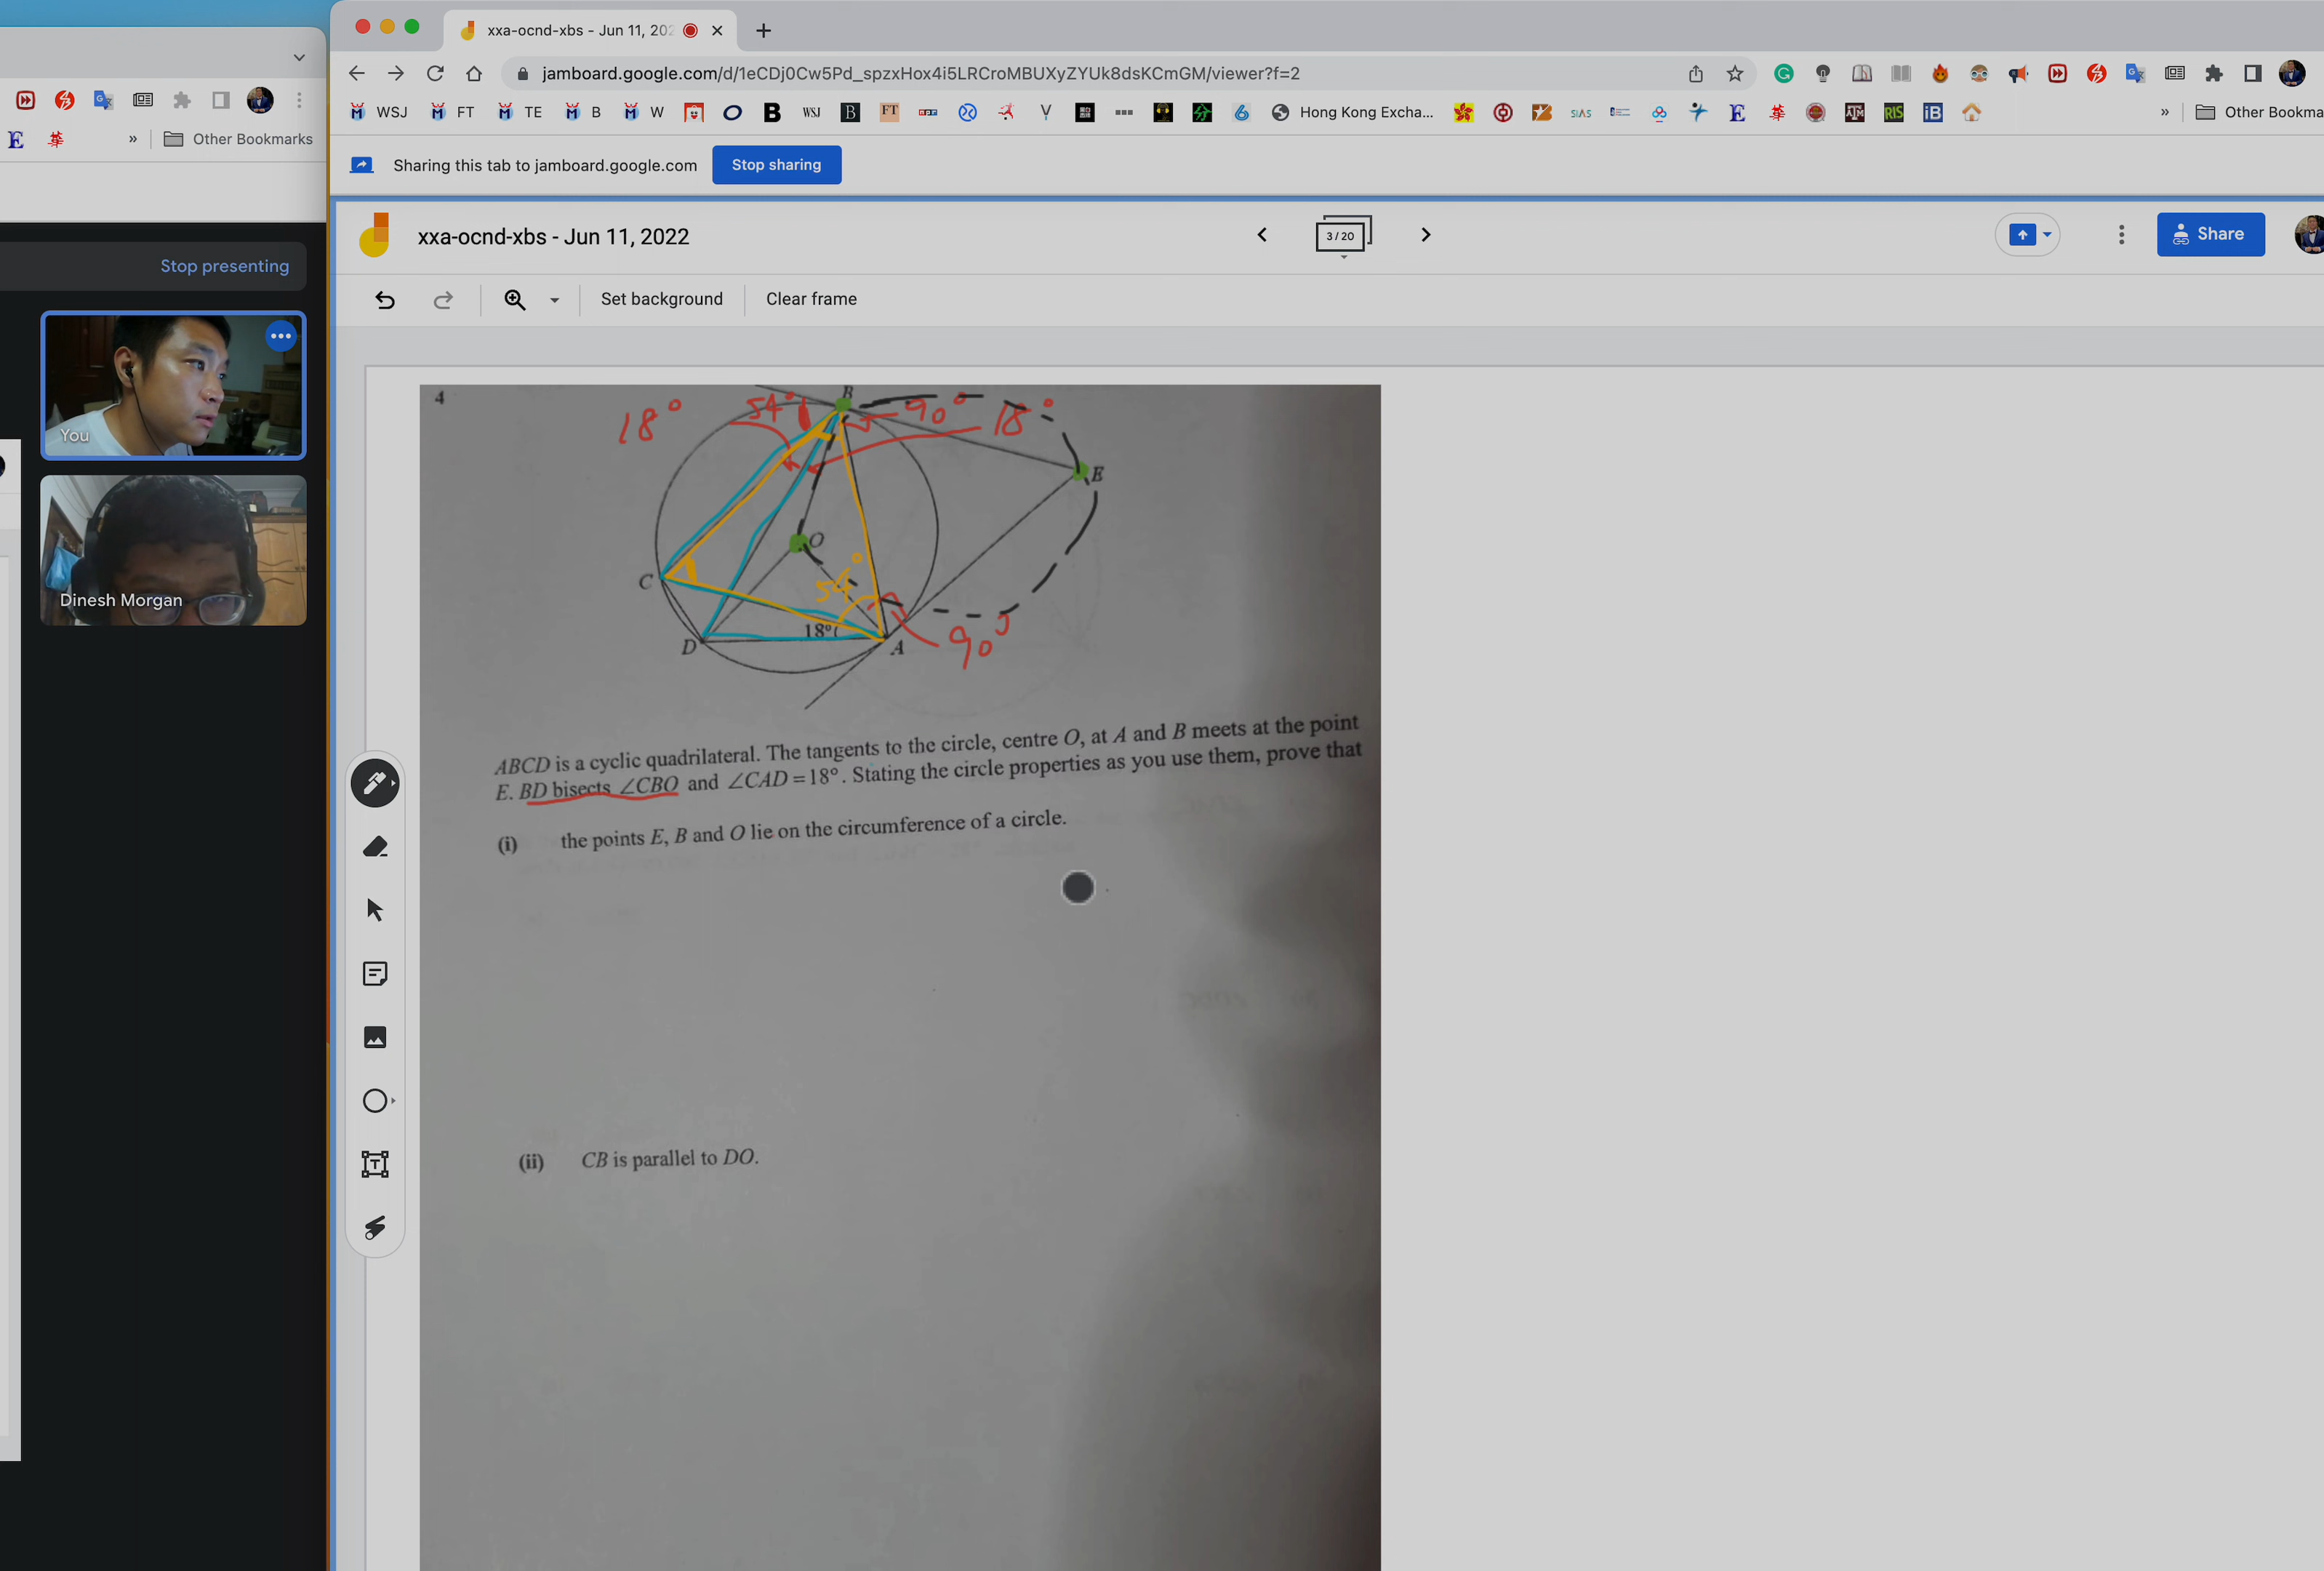 xxa-ocnd-xbs - Jun 11, 202
jamboard.google.com/d/1eCDj0Cw5Pd_spzxHox4i5LRCroMBUXyZYUk8dsKCmGM/viewer?f=2
WSJ FT TE B W Hong Kong Excha... » Other Bookma
» Other Bookmarks
Sharing this tab to jamboard.google.com Stop sharing
xxa-ocnd-xbs - Jun 11, 2022
3 / 20
Share
Stop presenting
Set background Clear frame
You
Dinesh Morgan
4
18° 54° B 90° 18°
E
O
54°
C
18°
D
A
90°
ABCD is a cyclic quadrilateral. The tangents to the circle, centre O, at A and B meets at the point
E. BD bisects ∠CBO and ∠CAD = 18°. Stating the circle properties as you use them, prove that
(i) the points E, B and O lie on the circumference of a circle.
(ii) CB is parallel to DO.